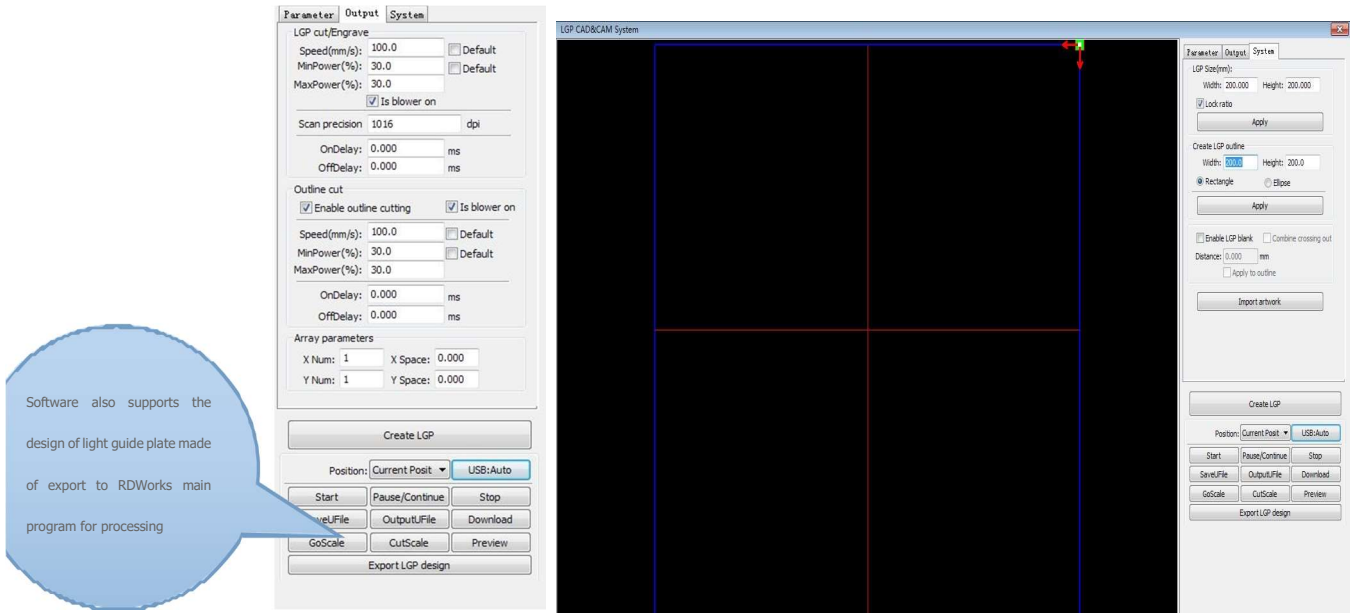 Parameter Output System
LGP cut/Engrave
Speed(mm/s): 100.0 Default
MinPower(%): 30.0 Default
MaxPower(%): 30.0
Is blower on
Scan precision 1016 dpi
OnDelay: 0.000 ms
OffDelay: 0.000 ms
Outline cut
Enable outline cutting Is blower on
Speed(mm/s): 100.0 Default
MinPower(%): 30.0 Default
MaxPower(%): 30.0
OnDelay: 0.000 ms
OffDelay: 0.000 ms
Array parameters
X Num: 1 X Space: 0.000
Y Num: 1 Y Space: 0.000
Create LGP
Position: Current Posit USB:Auto
Start Pause/Continue Stop
aveUFile OutputUFile Download
GoScale CutScale Preview
Export LGP design
Software also supports the
design of light guide plate made
of export to RDWorks main
program for processing
LGP CAD&CAM System
Parameter Output System
LGP Size(mm):
Width: 200.000 Height: 200.000
Lock ratio
Apply
Create LGP outline
Width: 200.0 Height: 200.0
Rectangle Ellipse
Apply
Enable LGP blank Combine crossing out
Distance: 0.000 mm
Apply to outline
Import artwork
Create LGP
Position: Current Posit USB:Auto
Start Pause/Continue Stop
SaveUFile OutputUFile Download
GoScale CutScale Preview
Export LGP design